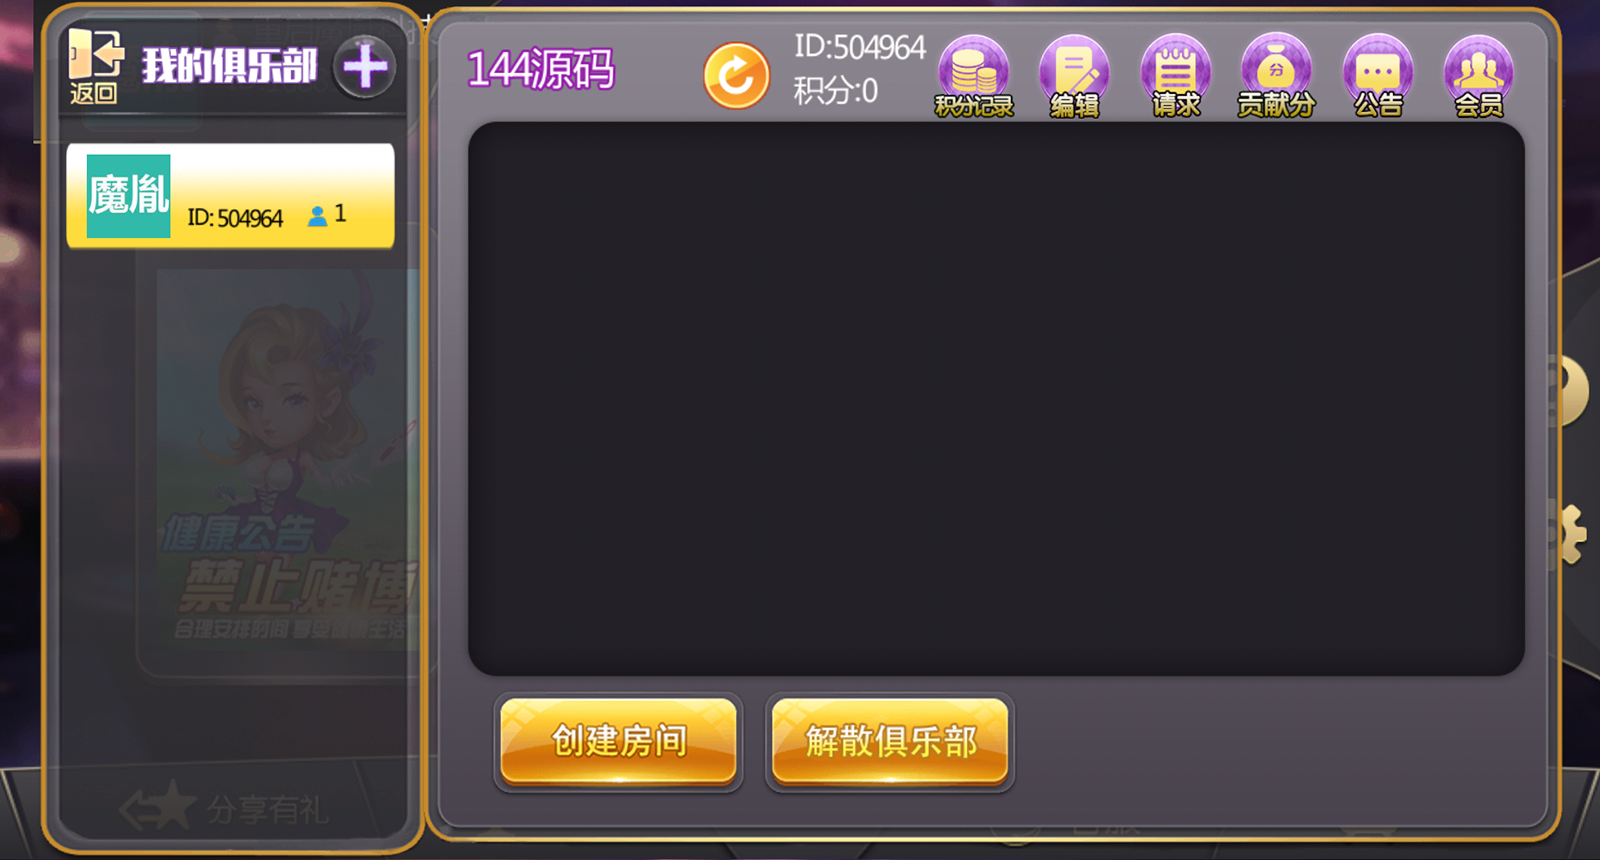 返回
我的俱乐部
魔胤
ID:504964
1
健康公告
禁止赌博
分享有礼
144源码
ID:504964
积分:0
积分记录
编辑
请求
贡献分
公告
会员
创建房间
解散俱乐部